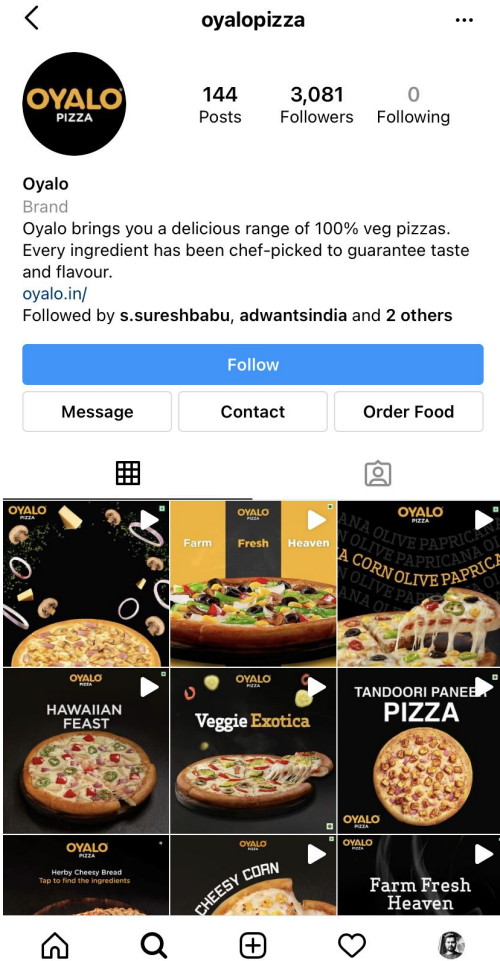 oyalopizza
OYALO
PIZZA
144
Posts
3,081
Followers
0
Following
Oyalo
Brand
Oyalo brings you a delicious range of 100% veg pizzas.
Every ingredient has been chef-picked to guarantee taste
and flavour.
oyalo.in/
Followed by s.sureshbabu, adwantsindia and 2 others
Follow
Message
Contact
Order Food
OYALO
PIZZA
OYALO
PIZZA
Farm
Fresh
Heaven
OYALO
PIZZA
A CORN OLIVE PAPRICA
OYALO
PIZZA
HAWAIIAN
FEAST
OYALO
PIZZA
Veggie Exotica
TANDOORI PANEER
PIZZA
OYALO
PIZZA
OYALO
PIZZA
Herby Cheesy Bread
Tap to find the ingredients
OYALO
PIZZA
CHEESY CORN
OYALO
PIZZA
Farm Fresh
Heaven